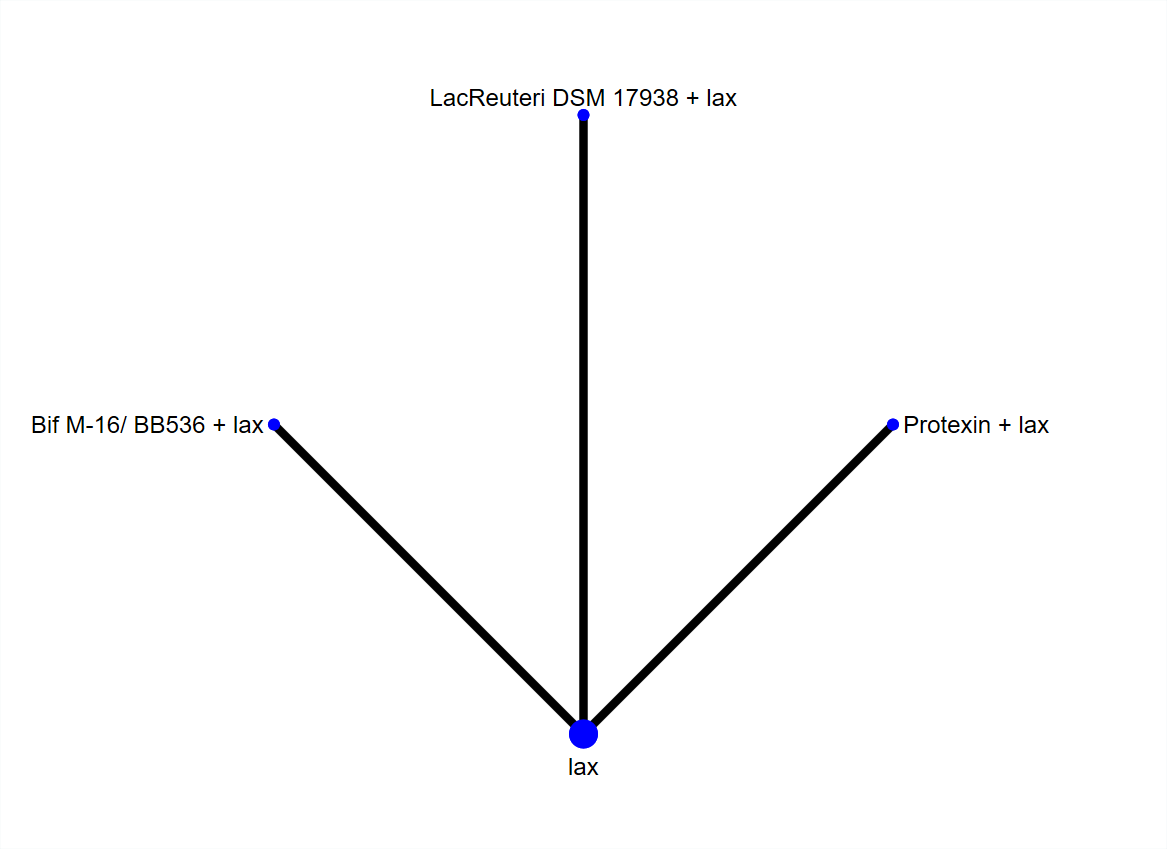 LacReuteri DSM 17938 + lax
Bif M-16/ BB536 + lax
Protexin + lax
lax